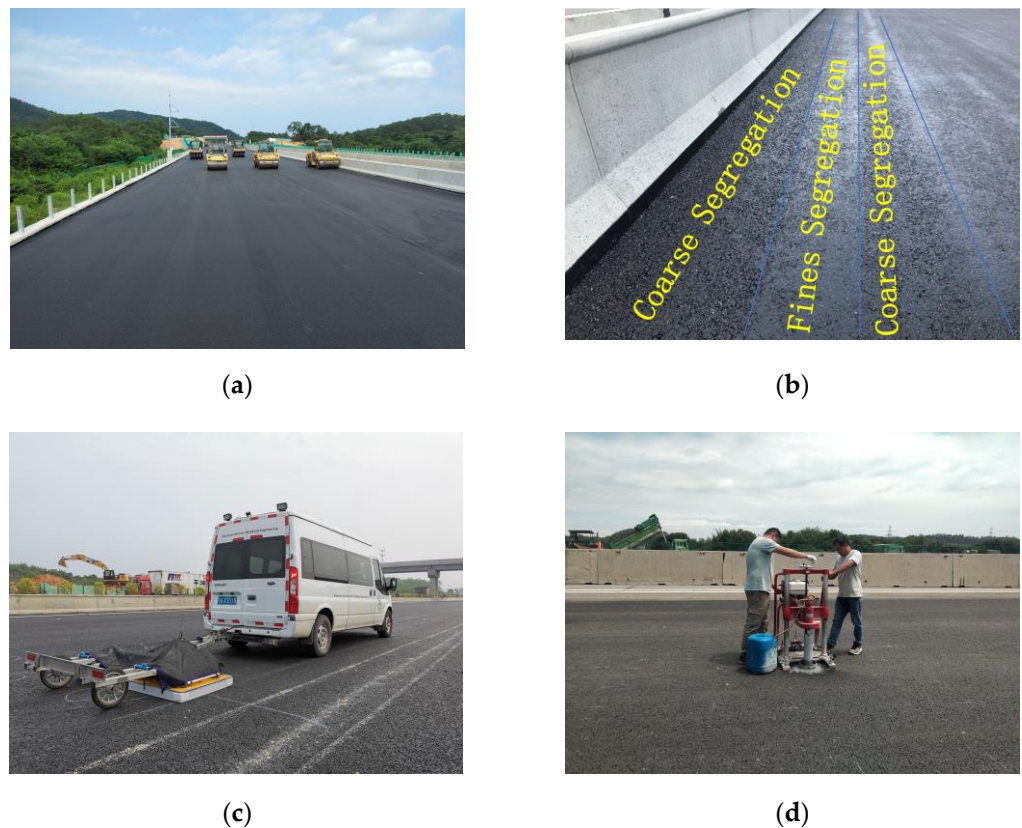 Coarse Segregation
Fines Segregation
Coarse Segregation
(a)
(b)
(c)
(d)